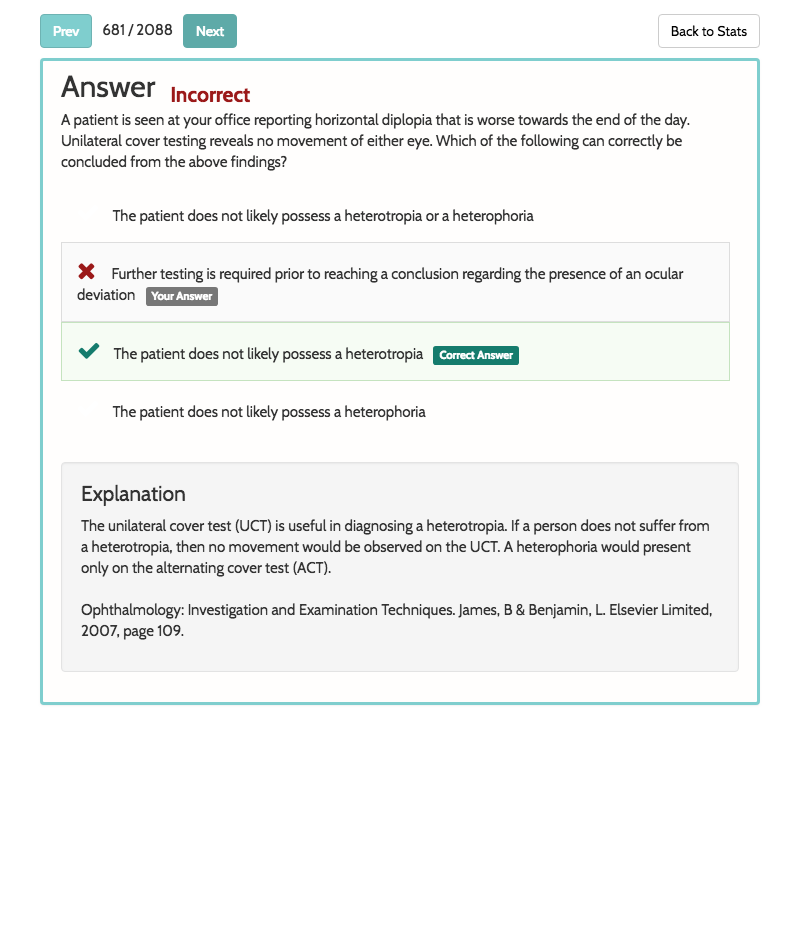 Prev 681 / 2088 Next Back to Stats
Answer Incorrect
A patient is seen at your office reporting horizontal diplopia that is worse towards the end of the day.
Unilateral cover testing reveals no movement of either eye. Which of the following can correctly be
concluded from the above findings?
The patient does not likely possess a heterotropia or a heterophoria
Further testing is required prior to reaching a conclusion regarding the presence of an ocular
deviation Your Answer
The patient does not likely possess a heterotropia Correct Answer
The patient does not likely possess a heterophoria
Explanation
The unilateral cover test (UCT) is useful in diagnosing a heterotropia. If a person does not suffer from
a heterotropia, then no movement would be observed on the UCT. A heterophoria would present
only on the alternating cover test (ACT).
Ophthalmology: Investigation and Examination Techniques. James, B & Benjamin, L. Elsevier Limited,
2007, page 109.